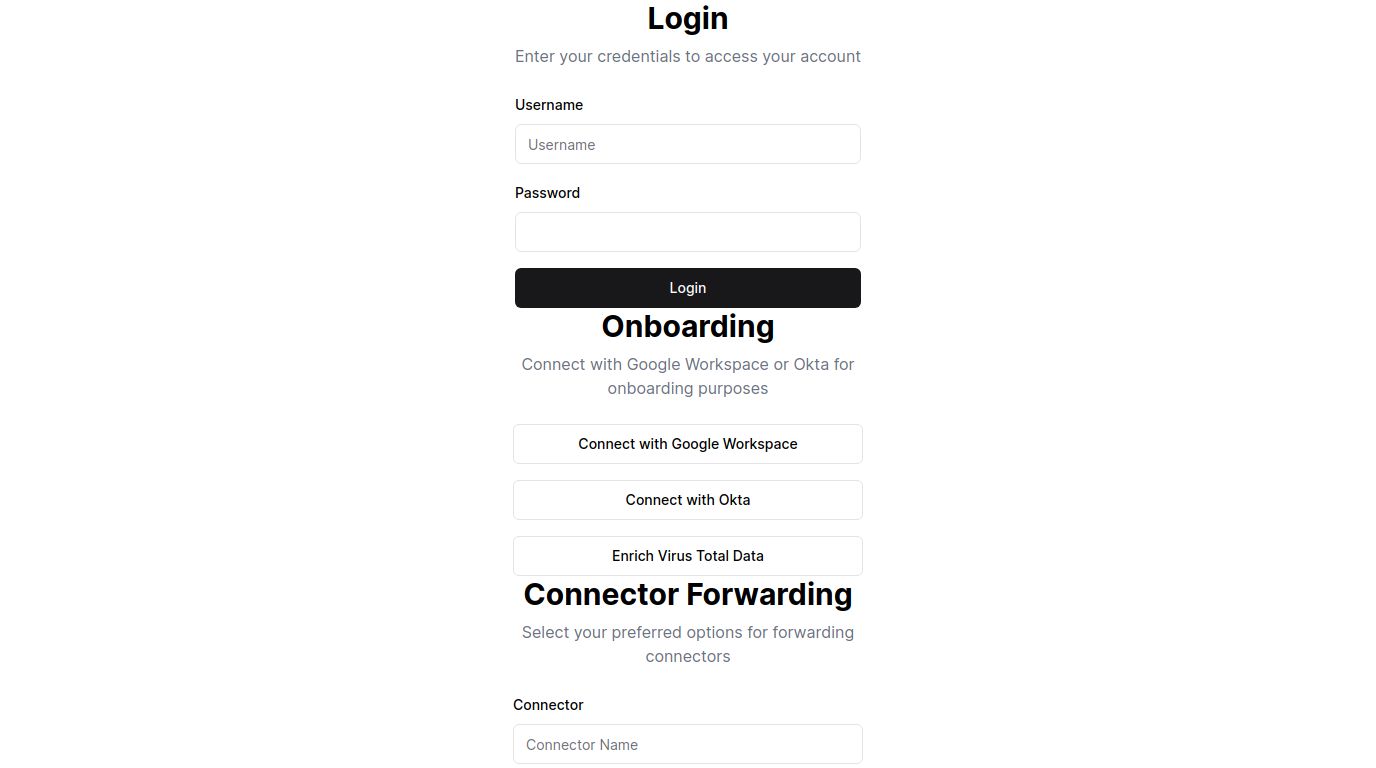 Login
Enter your credentials to access your account
Username
Username
Password
Login
Onboarding
Connect with Google Workspace or Okta for
onboarding purposes
Connect with Google Workspace
Connect with Okta
Enrich Virus Total Data
Connector Forwarding
Select your preferred options for forwarding
connectors
Connector
Connector Name